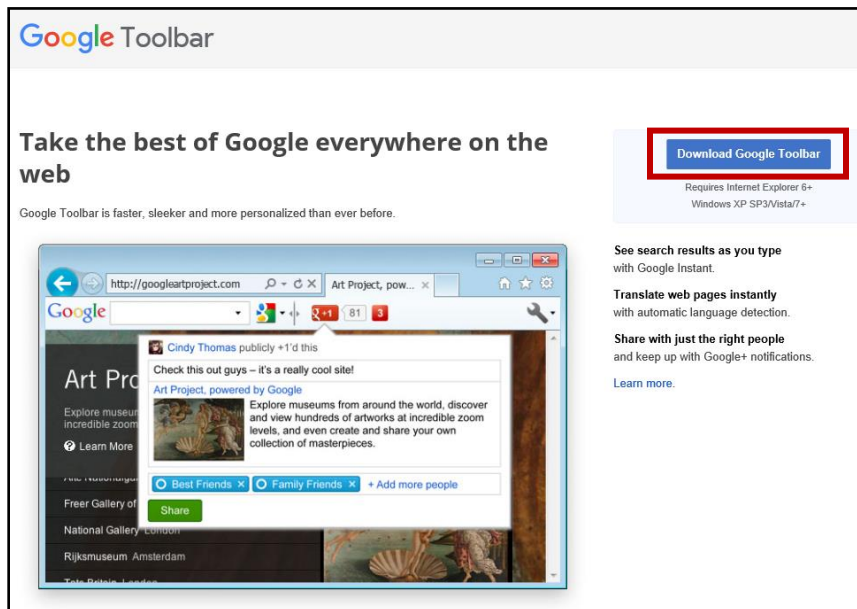 Google Toolbar
Take the best of Google everywhere on the
web
Google Toolbar is faster, sleeker and more personalized than ever before.
Download Google Toolbar
Requires Internet Explorer 6+
Windows XP SP3/Vista/7+
See search results as you type
with Google Instant.
Translate web pages instantly
with automatic language detection.
Share with just the right people
and keep up with Google+ notifications.
Learn more.
http://googleartproject.com
Art Project, pow...
Google
g+1 81 3
Cindy Thomas publicly +1'd this
Check this out guys – it's a really cool site!
Art Project, powered by Google
Explore museums from around the world, discover
and view hundreds of artworks at incredible zoom
levels, and even create and share your own
collection of masterpieces.
Best Friends × Family Friends × + Add more people
Share
Art Pro
Explore museum
incredible zoom
Learn More
Freer Gallery of
National Gallery London
Rijksmuseum Amsterdam
Tate Britain London